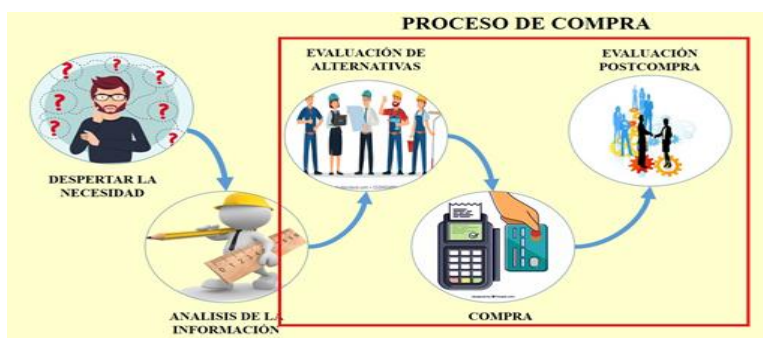 PROCESO DE COMPRA
EVALUACIÓN DE
ALTERNATIVAS
EVALUACIÓN
POSTCOMPRA
DESPERTAR LA
NECESIDAD
ANALISIS DE LA
INFORMACIÓN
COMPRA